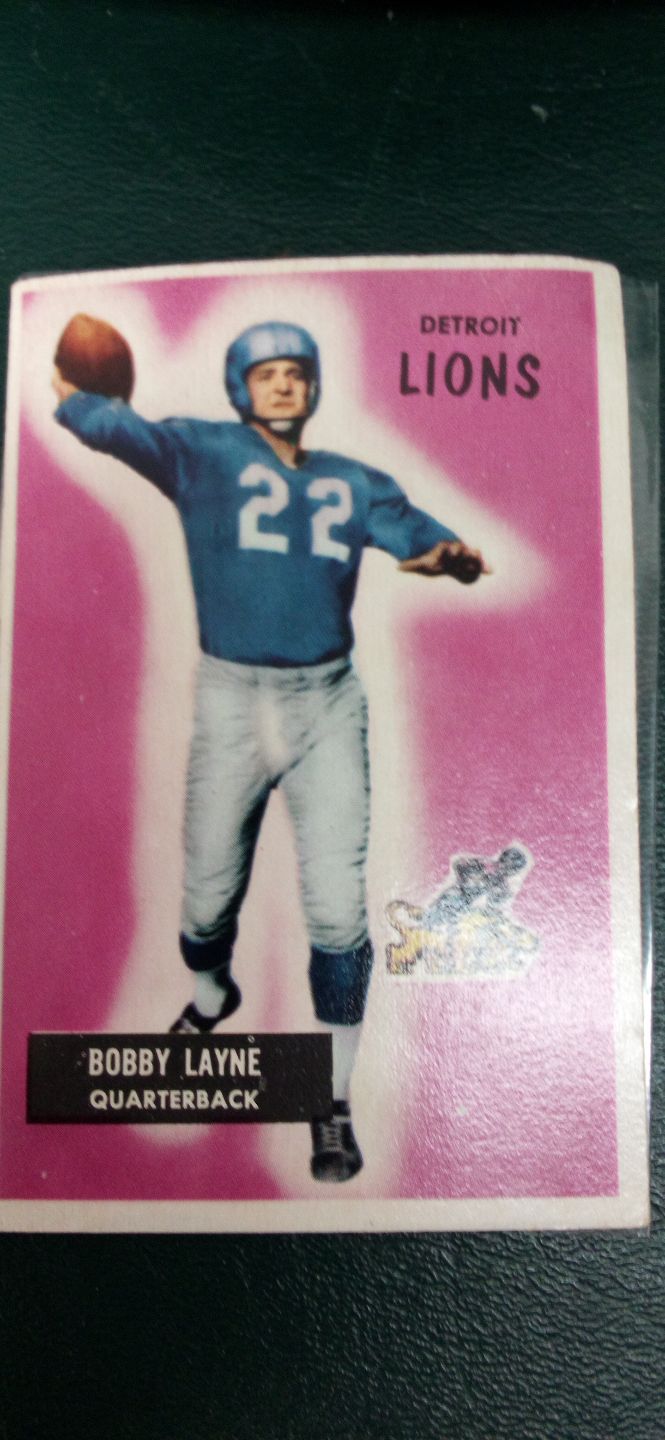 DETROIT
LIONS
22
BOBBY LAYNE
QUARTERBACK